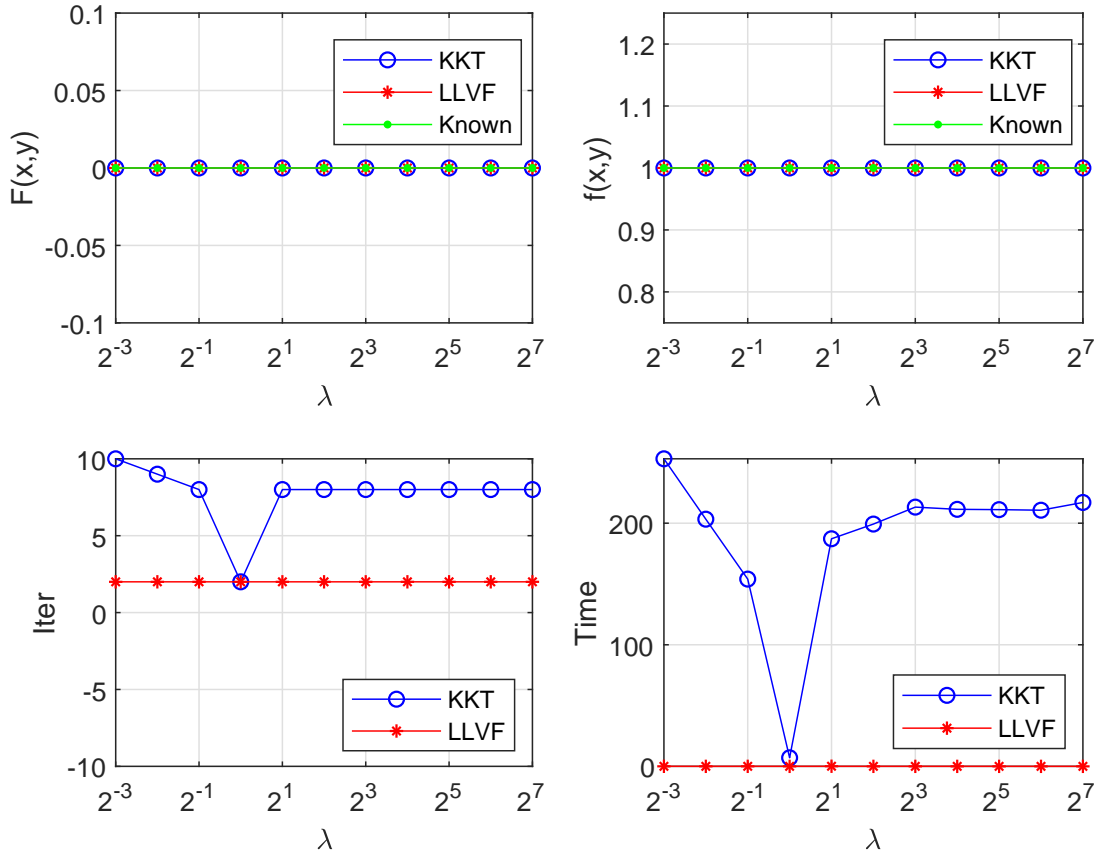 0.1
0.05
0
-0.05
-0.1
F(x,y)
KKT
LLVF
Known
2^-3 2^-1 2^1 2^3 2^5 2^7
λ
1.2
1.1
1
0.9
0.8
f(x,y)
KKT
LLVF
Known
2^-3 2^-1 2^1 2^3 2^5 2^7
λ
10
5
0
-5
-10
Iter
KKT
LLVF
2^-3 2^-1 2^1 2^3 2^5 2^7
λ
200
100
0
Time
KKT
LLVF
2^-3 2^-1 2^1 2^3 2^5 2^7
λ